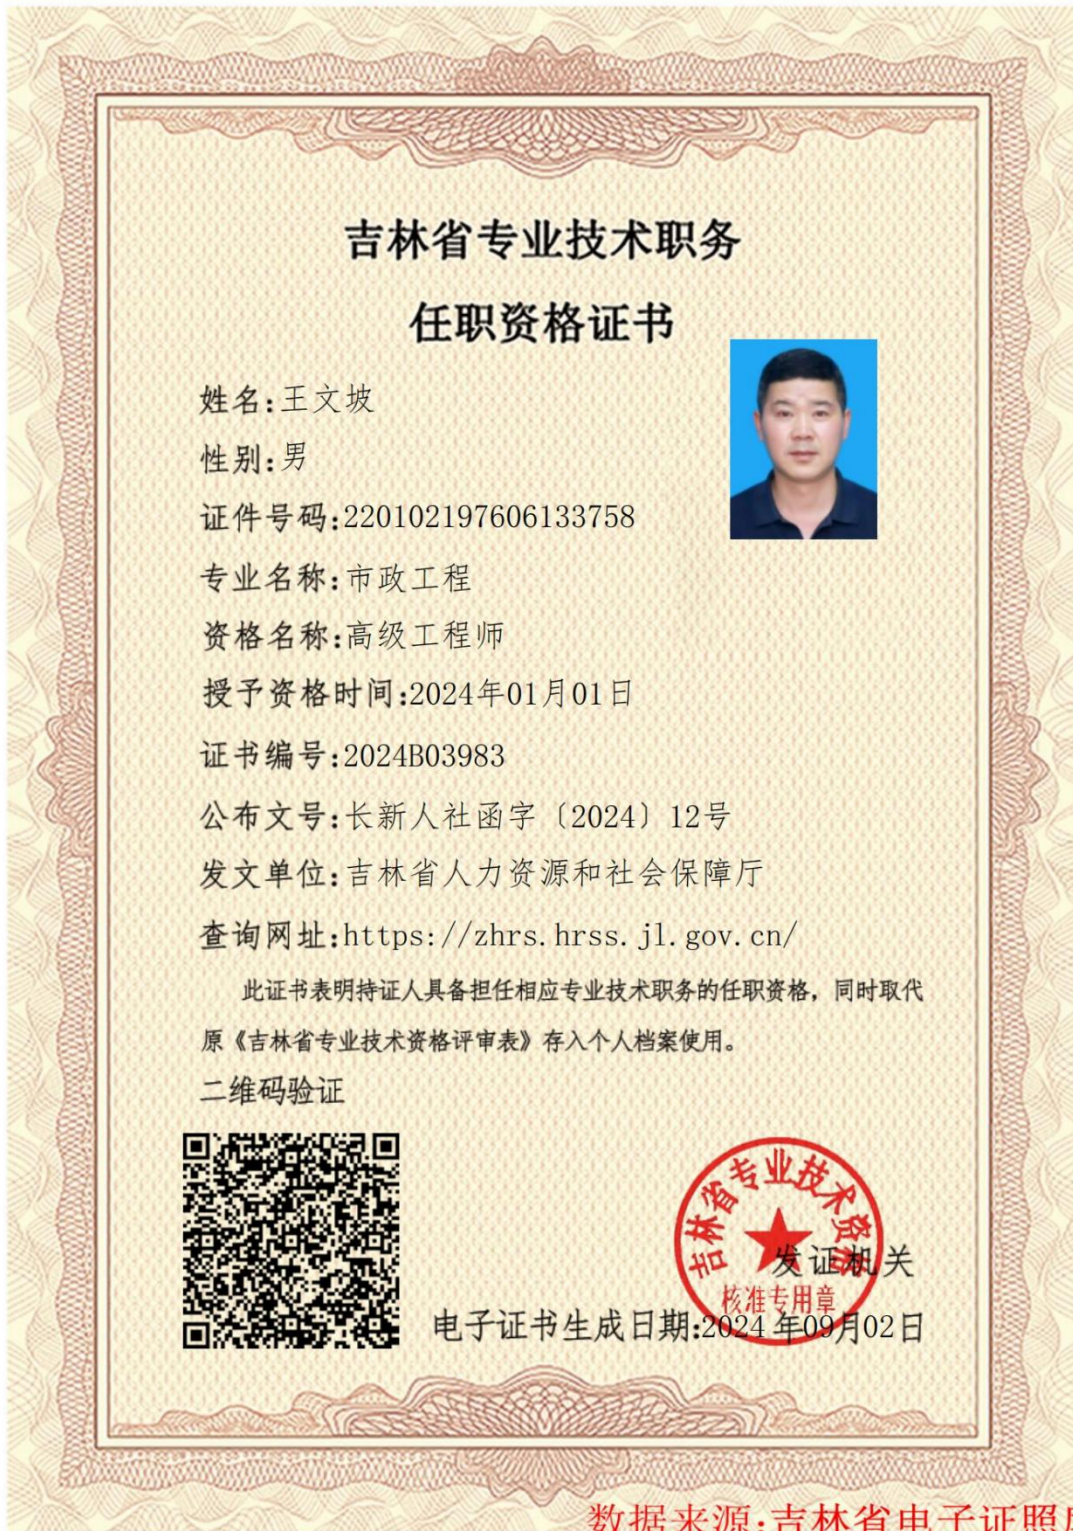 吉林省专业技术职务
任职资格证书
姓名:王文坡
性别:男
证件号码:220102197606133758
专业名称:市政工程
资格名称:高级工程师
授予资格时间:2024年01月01日
证书编号:2024B03983
公布文号:长新人社函字〔2024〕12号
发文单位:吉林省人力资源和社会保障厅
查询网址:https://zhrs.hrss.jl.gov.cn/
此证书表明持证人具备担任相应专业技术职务的任职资格，同时取代
原《吉林省专业技术资格评审表》存入个人档案使用。
二维码验证
吉林省专业技术资格
核准专用章
发证机关
电子证书生成日期:2024年09月02日
数据来源:吉林省电子证照